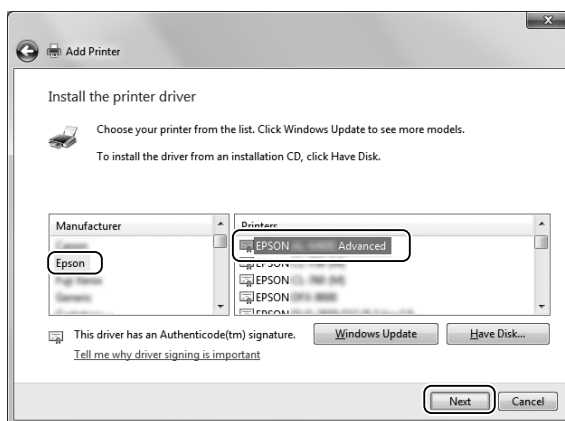 X
Add Printer
Install the printer driver
Choose your printer from the list. Click Windows Update to see more models.
To install the driver from an installation CD, click Have Disk.
Manufacturer
Printers
Epson
EPSON Advanced
EPSON
EPSON
EPSON
This driver has an Authenticode(tm) signature.
Tell me why driver signing is important
Windows Update
Have Disk...
Next
Cancel